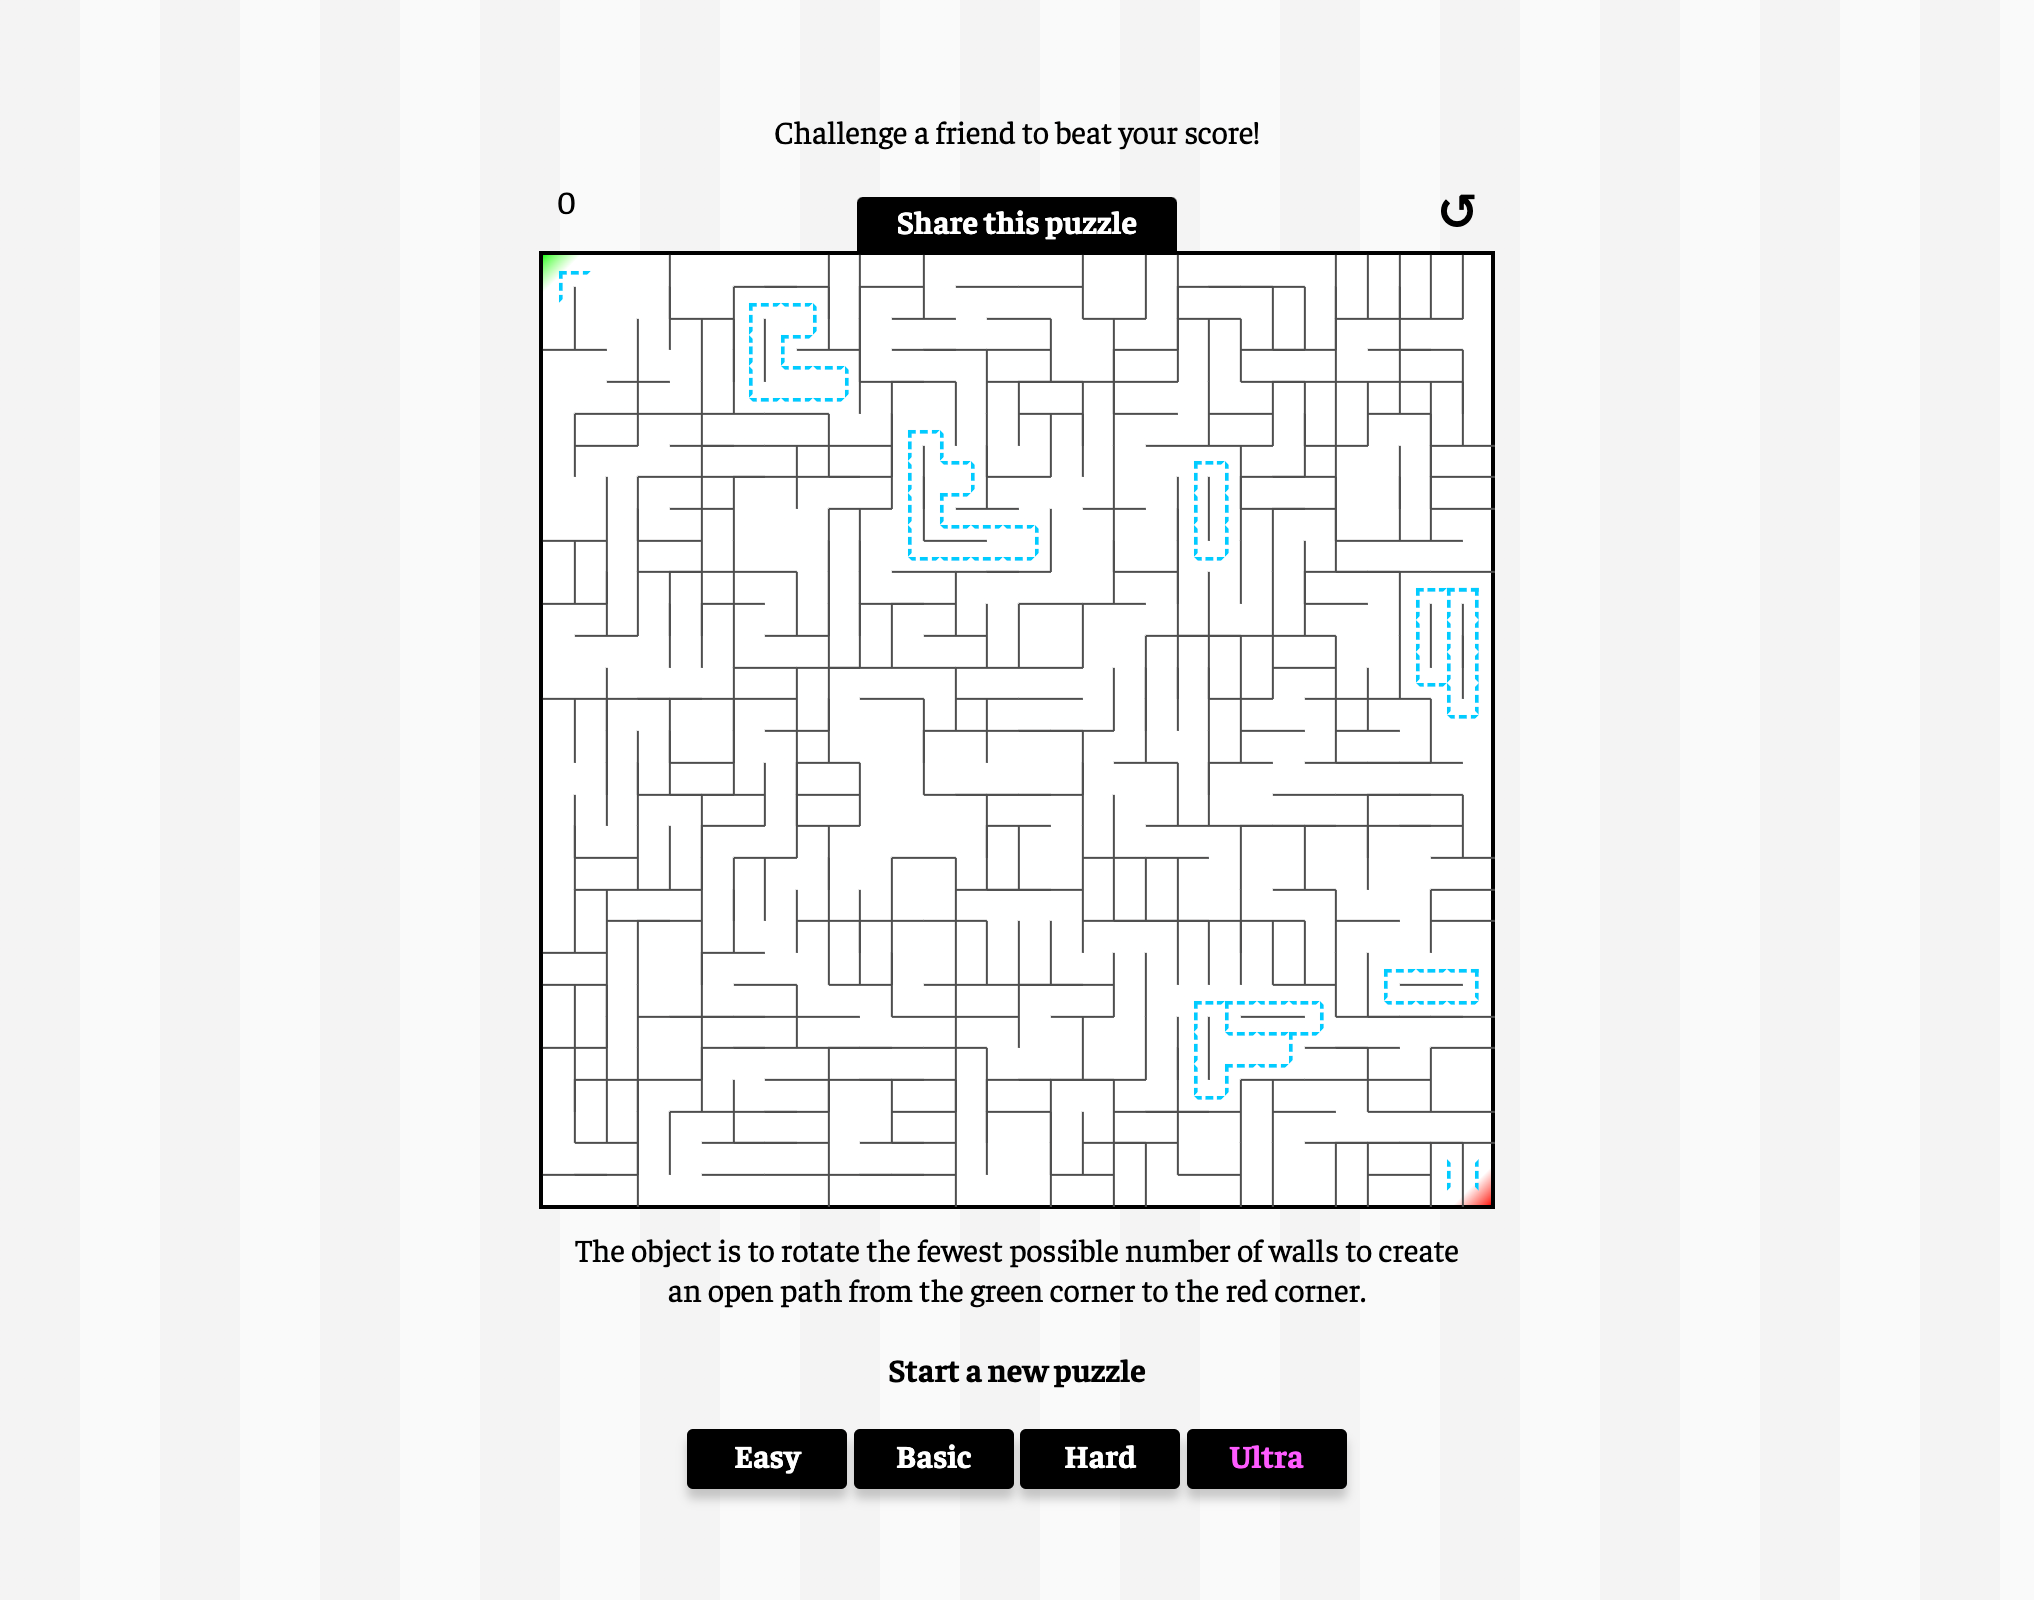 Challenge a friend to beat your score!
0
Share this puzzle
The object is to rotate the fewest possible number of walls to create
an open path from the green corner to the red corner.
Start a new puzzle
Easy
Basic
Hard
Ultra